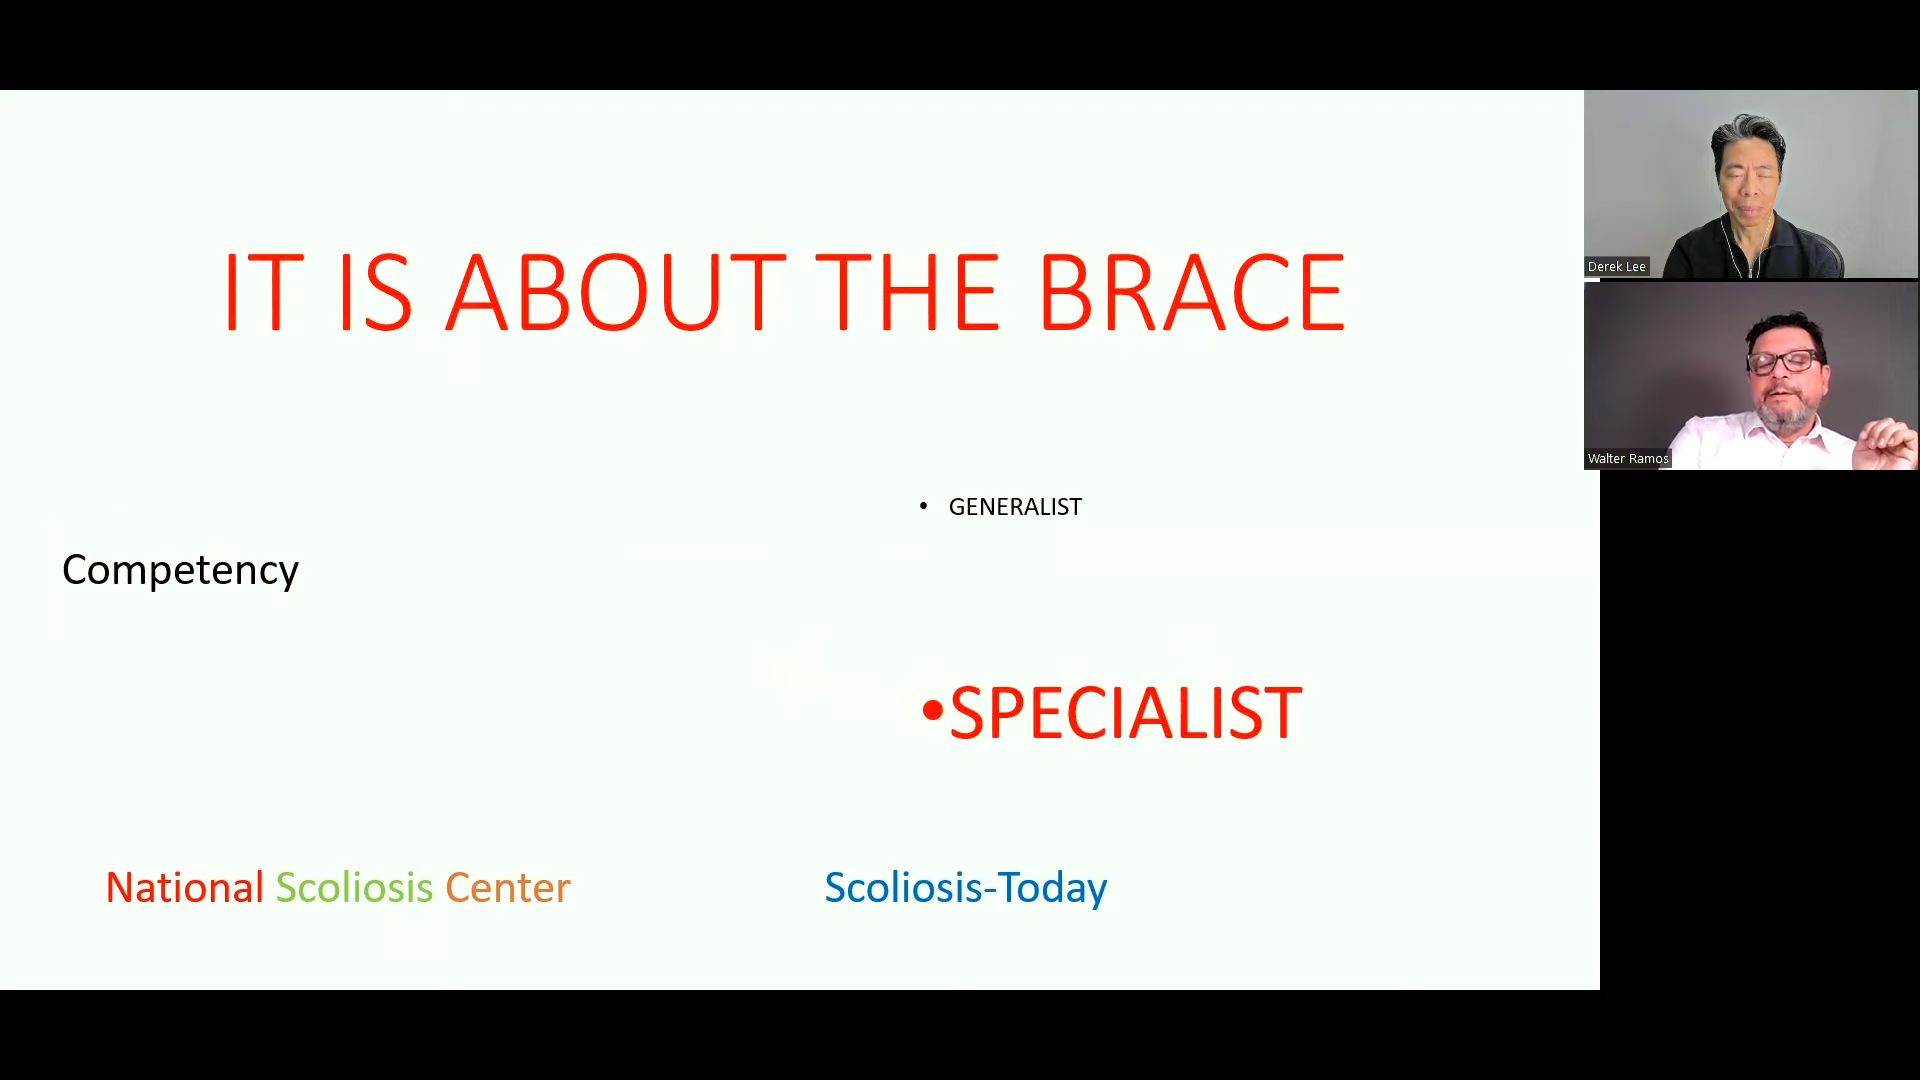 IT IS ABOUT THE BRACE
Derek Lee
Walter Ramos
• GENERALIST
Competency
•SPECIALIST
National Scoliosis Center
Scoliosis-Today